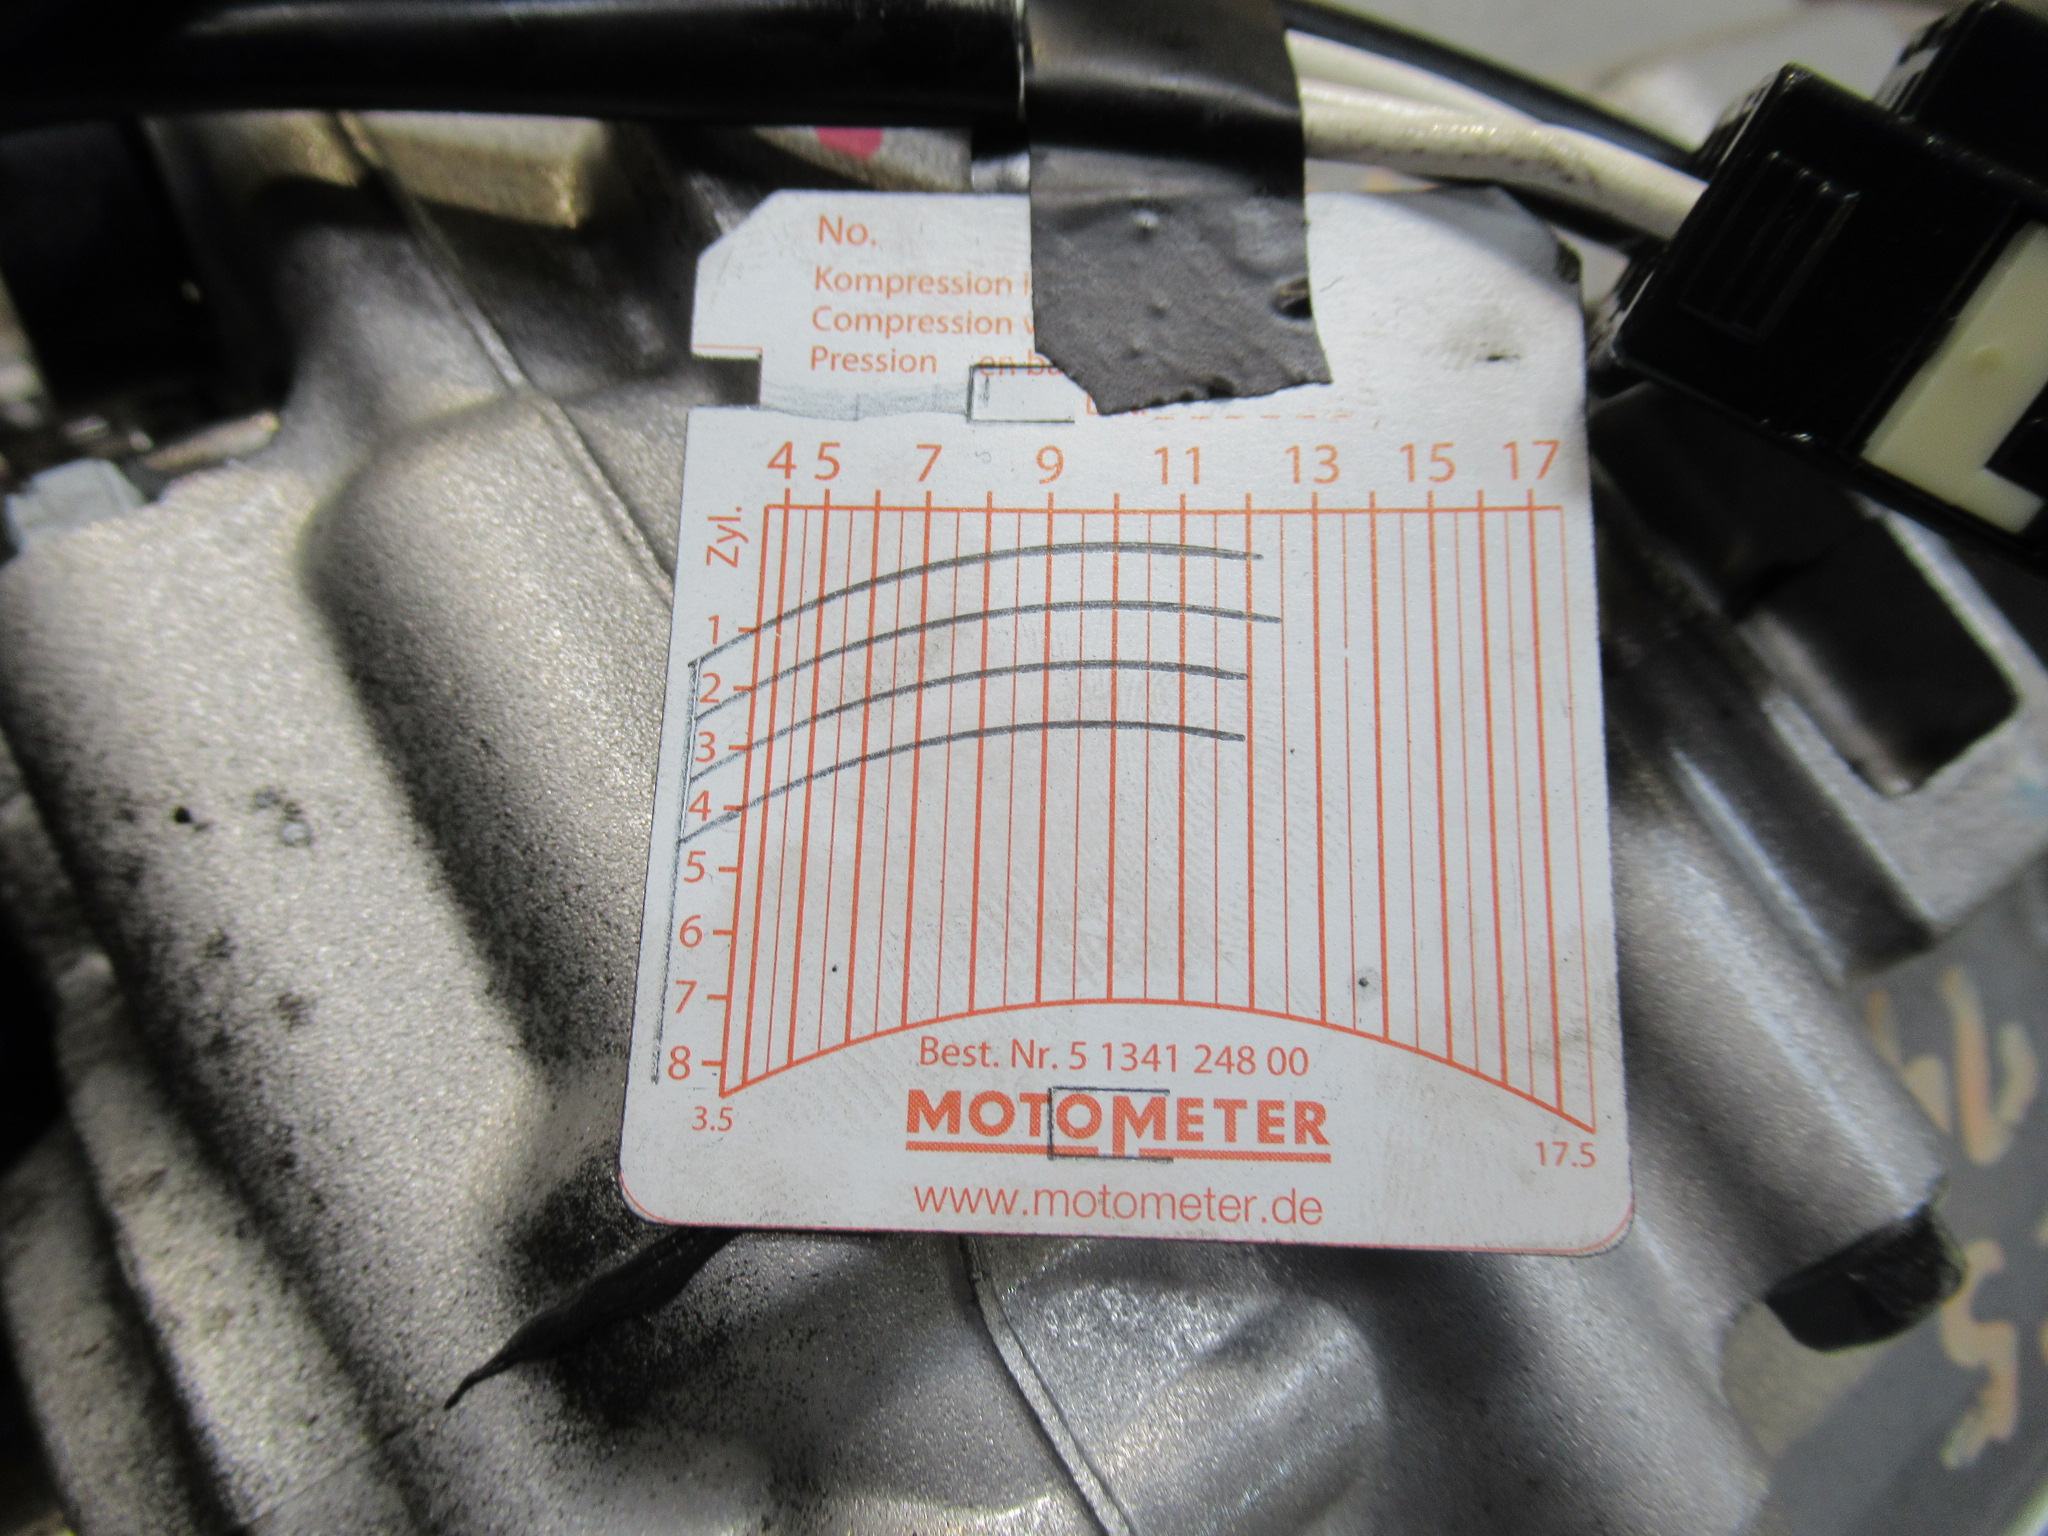 No.
Kompression
Compression
Pression en
4 5 7 9 11 13 15 17
Zyl.
1
2
3
4
5
6
7
8
3.5
17.5
Best. Nr. 5 1341 248 00
MOTOMETER
www.motometer.de